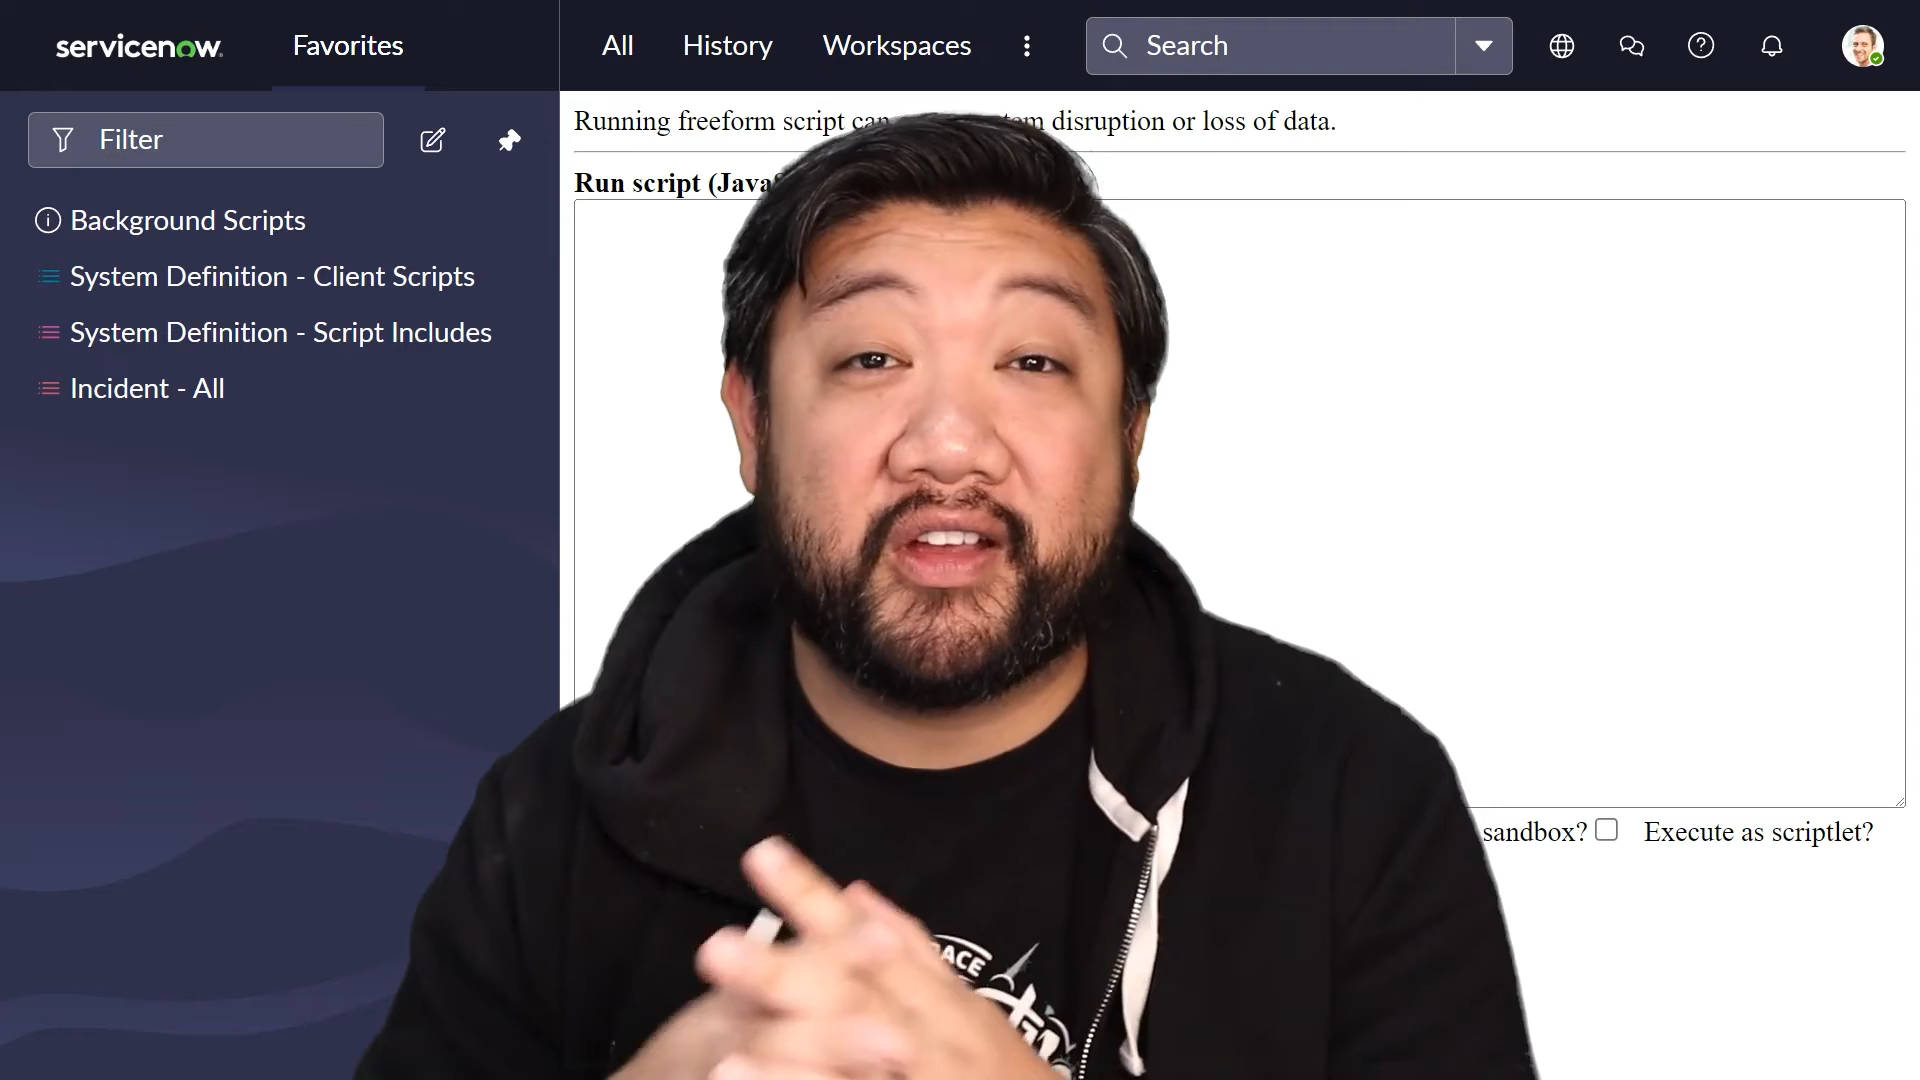 servicenow
Favorites
All
History
Workspaces
Search
Filter
Background Scripts
System Definition - Client Scripts
System Definition - Script Includes
Incident - All
Running freeform script can disruption or loss of data.
Run script
sandbox?
Execute as scriptlet?